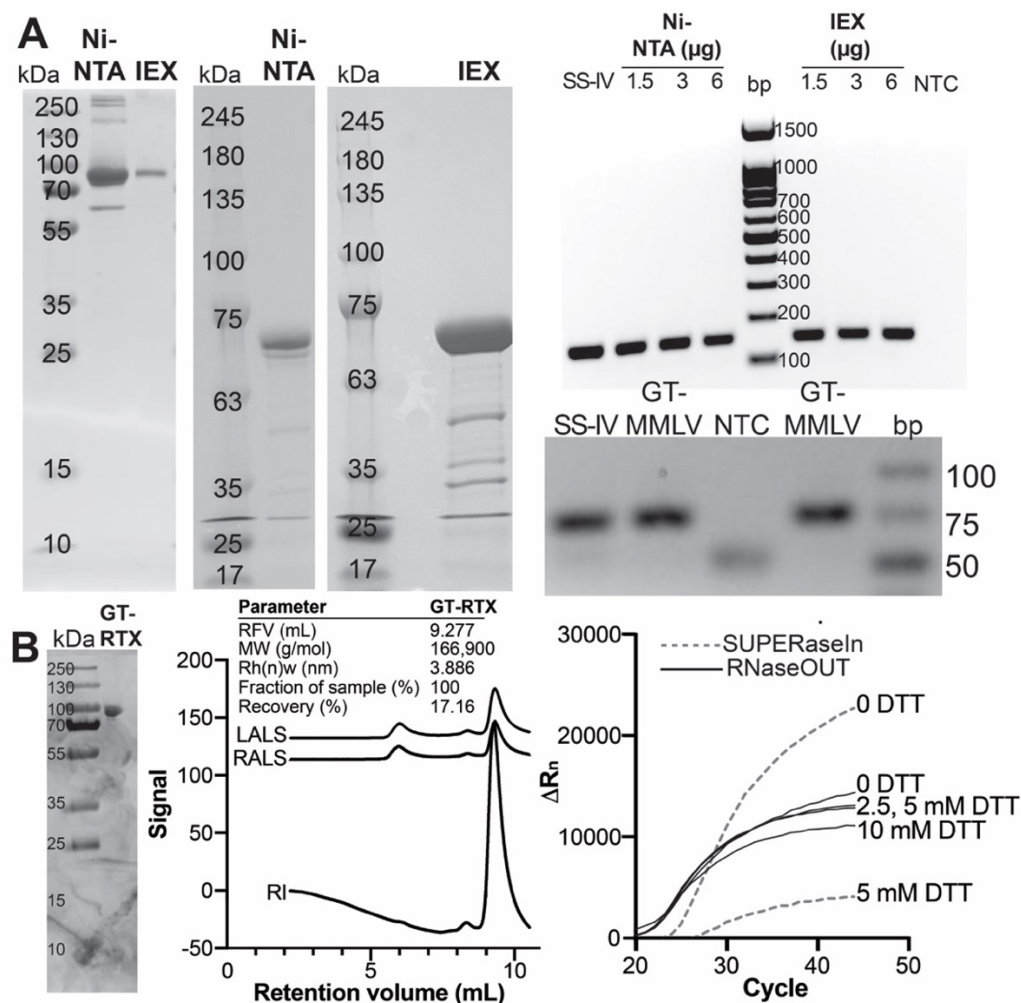 A
Ni-
NTA IEX
kDa
250
130
100
70
55
35
25
15
10
Ni-
NTA
kDa
245
180
135
100
75
63
35
25
17
IEX
kDa
245
180
135
100
75
63
35
25
17
Ni-
NTA (µg)
IEX
(µg)
SS-IV 1.5 3 6 bp 1.5 3 6 NTC
1500
1000
700
600
500
400
300
200
100
GT- GT-
SS-IV MMLV NTC MMLV bp
100
75
50
B
GT-
kDa RTX
250
130
100
70
55
35
25
15
10
Parameter GT-RTX
RFV (mL) 9.277
MW (g/mol) 166,900
Rh(n)w (nm) 3.886
Fraction of sample (%) 100
Recovery (%) 17.16
200
150
100
50
0
-50
Signal
LALS
RALS
RI
0 5 10
Retention volume (mL)
30000
20000
10000
0
ΔRn
SUPERaseIn
RNaseOUT
0 DTT
0 DTT
2.5, 5 mM DTT
10 mM DTT
5 mM DTT
20 30 40 50
Cycle